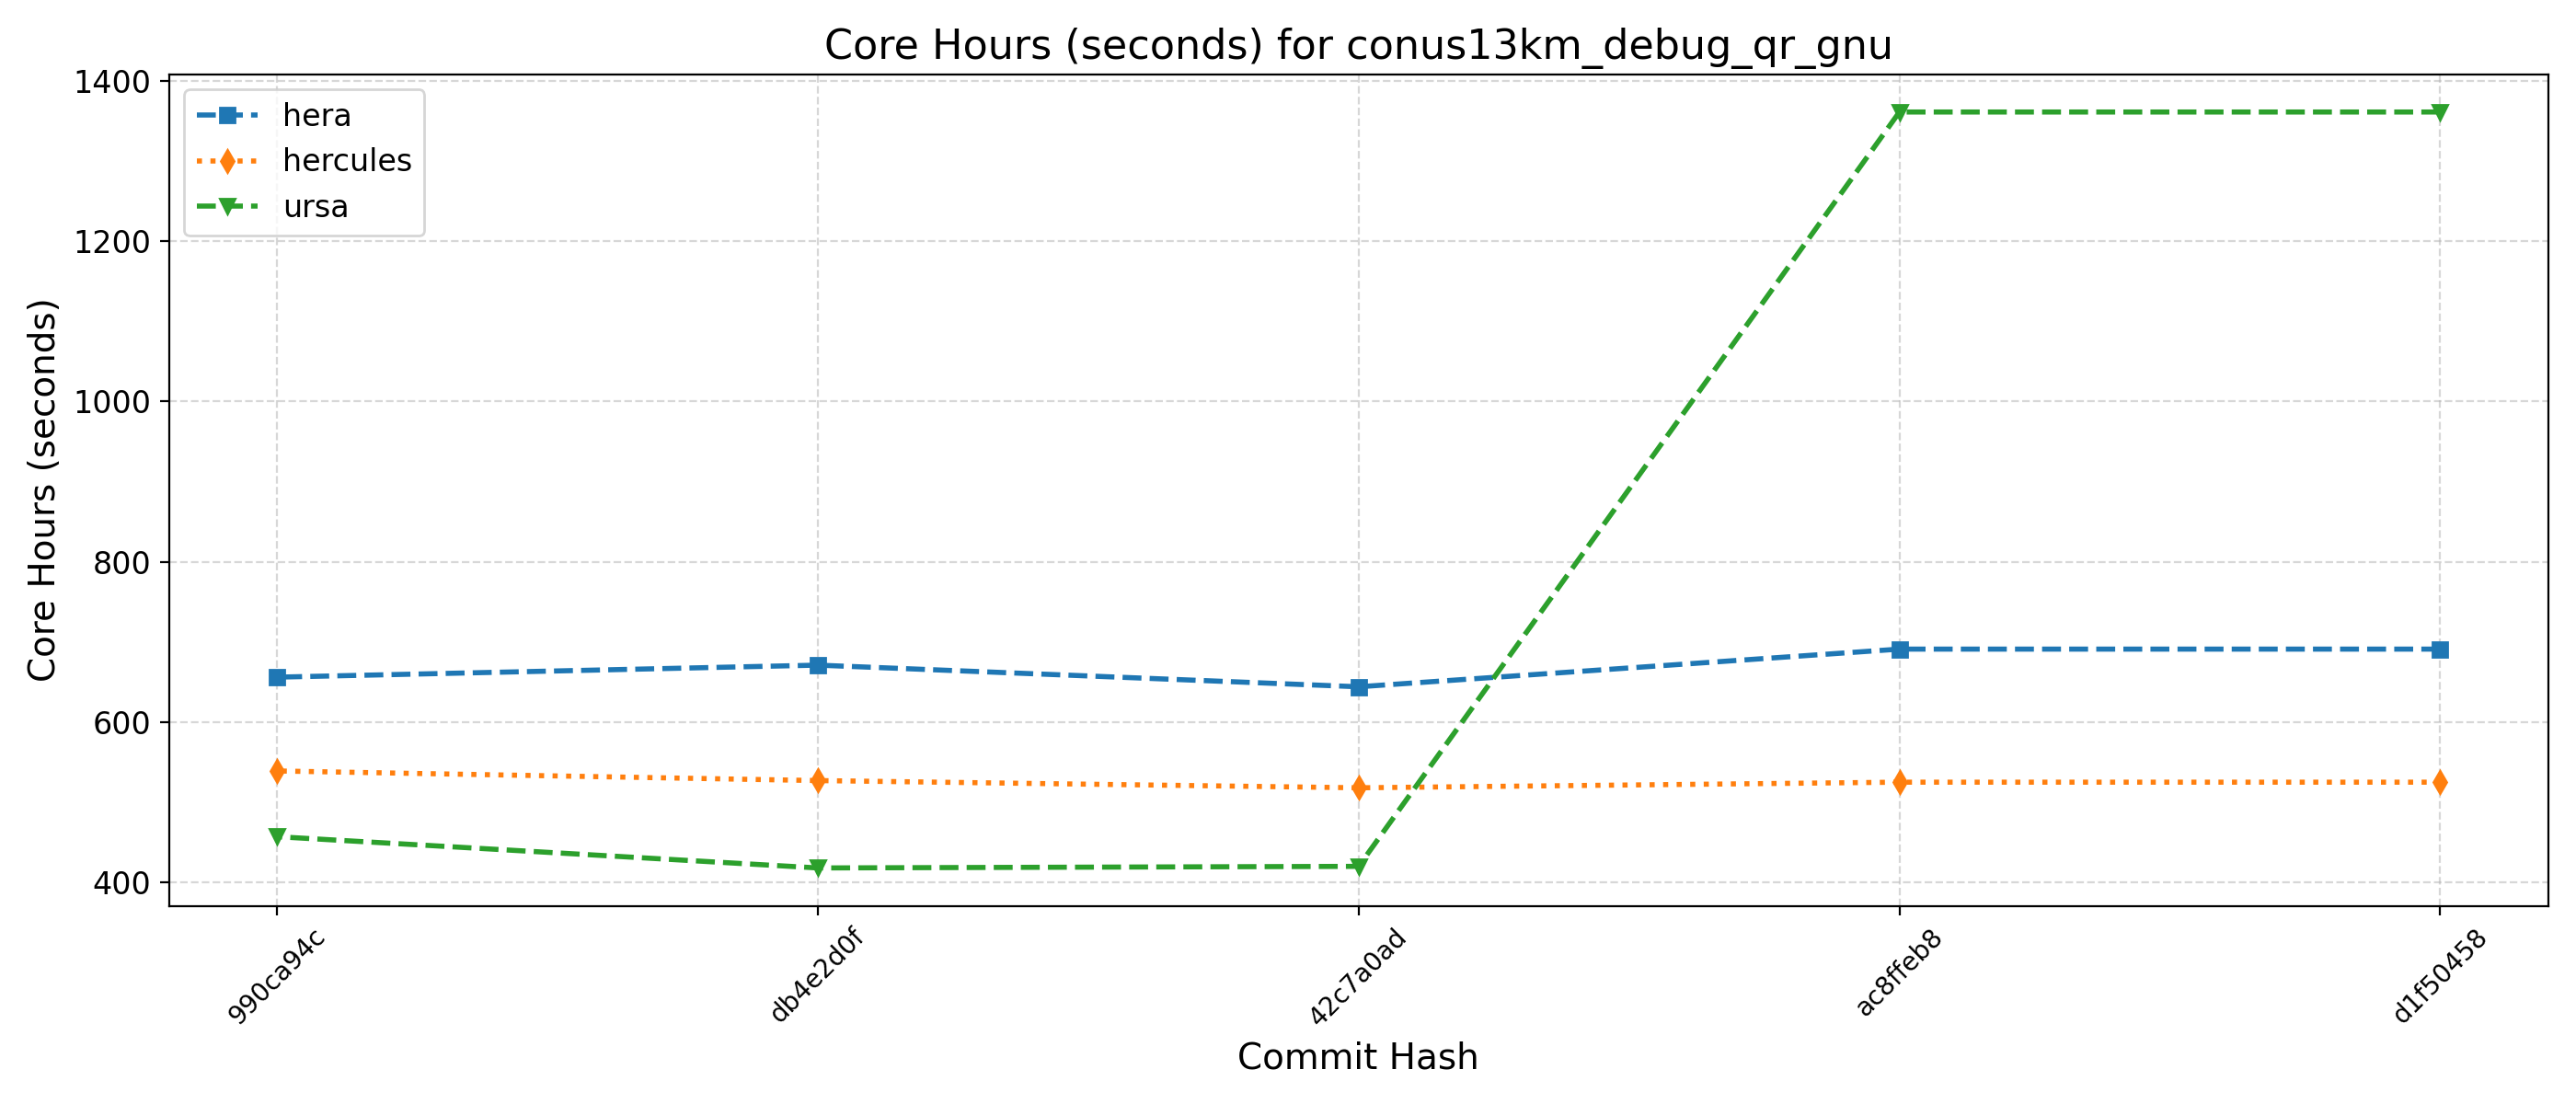 Core Hours (seconds) for conus13km_debug_qr_gnu
Core Hours (seconds)
1400
1200
1000
800
600
400
hera
hercules
ursa
990ca94c
db4e2d0f
42c7a0ad
ac8ffeb8
d1f50458
Commit Hash